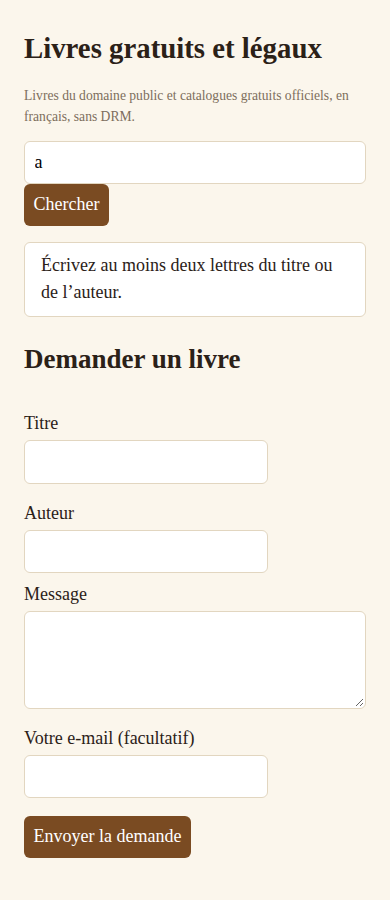 Livres gratuits et légaux
Livres du domaine public et catalogues gratuits officiels, en
français, sans DRM.
a
Chercher
Écrivez au moins deux lettres du titre ou
de l’auteur.
Demander un livre
Titre
Auteur
Message
Votre e-mail (facultatif)
Envoyer la demande